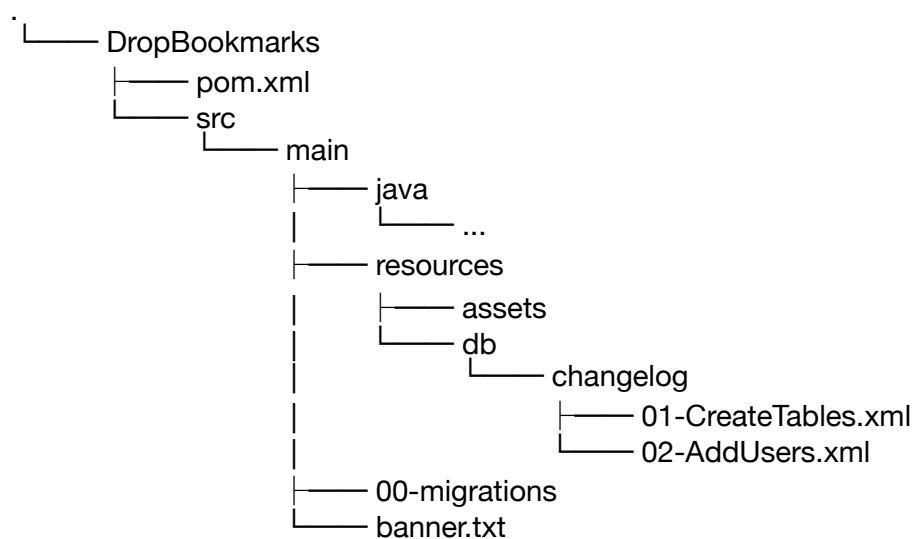 .
DropBookmarks
pom.xml
src
main
java
...
resources
assets
db
changelog
01-CreateTables.xml
02-AddUsers.xml
00-migrations
banner.txt